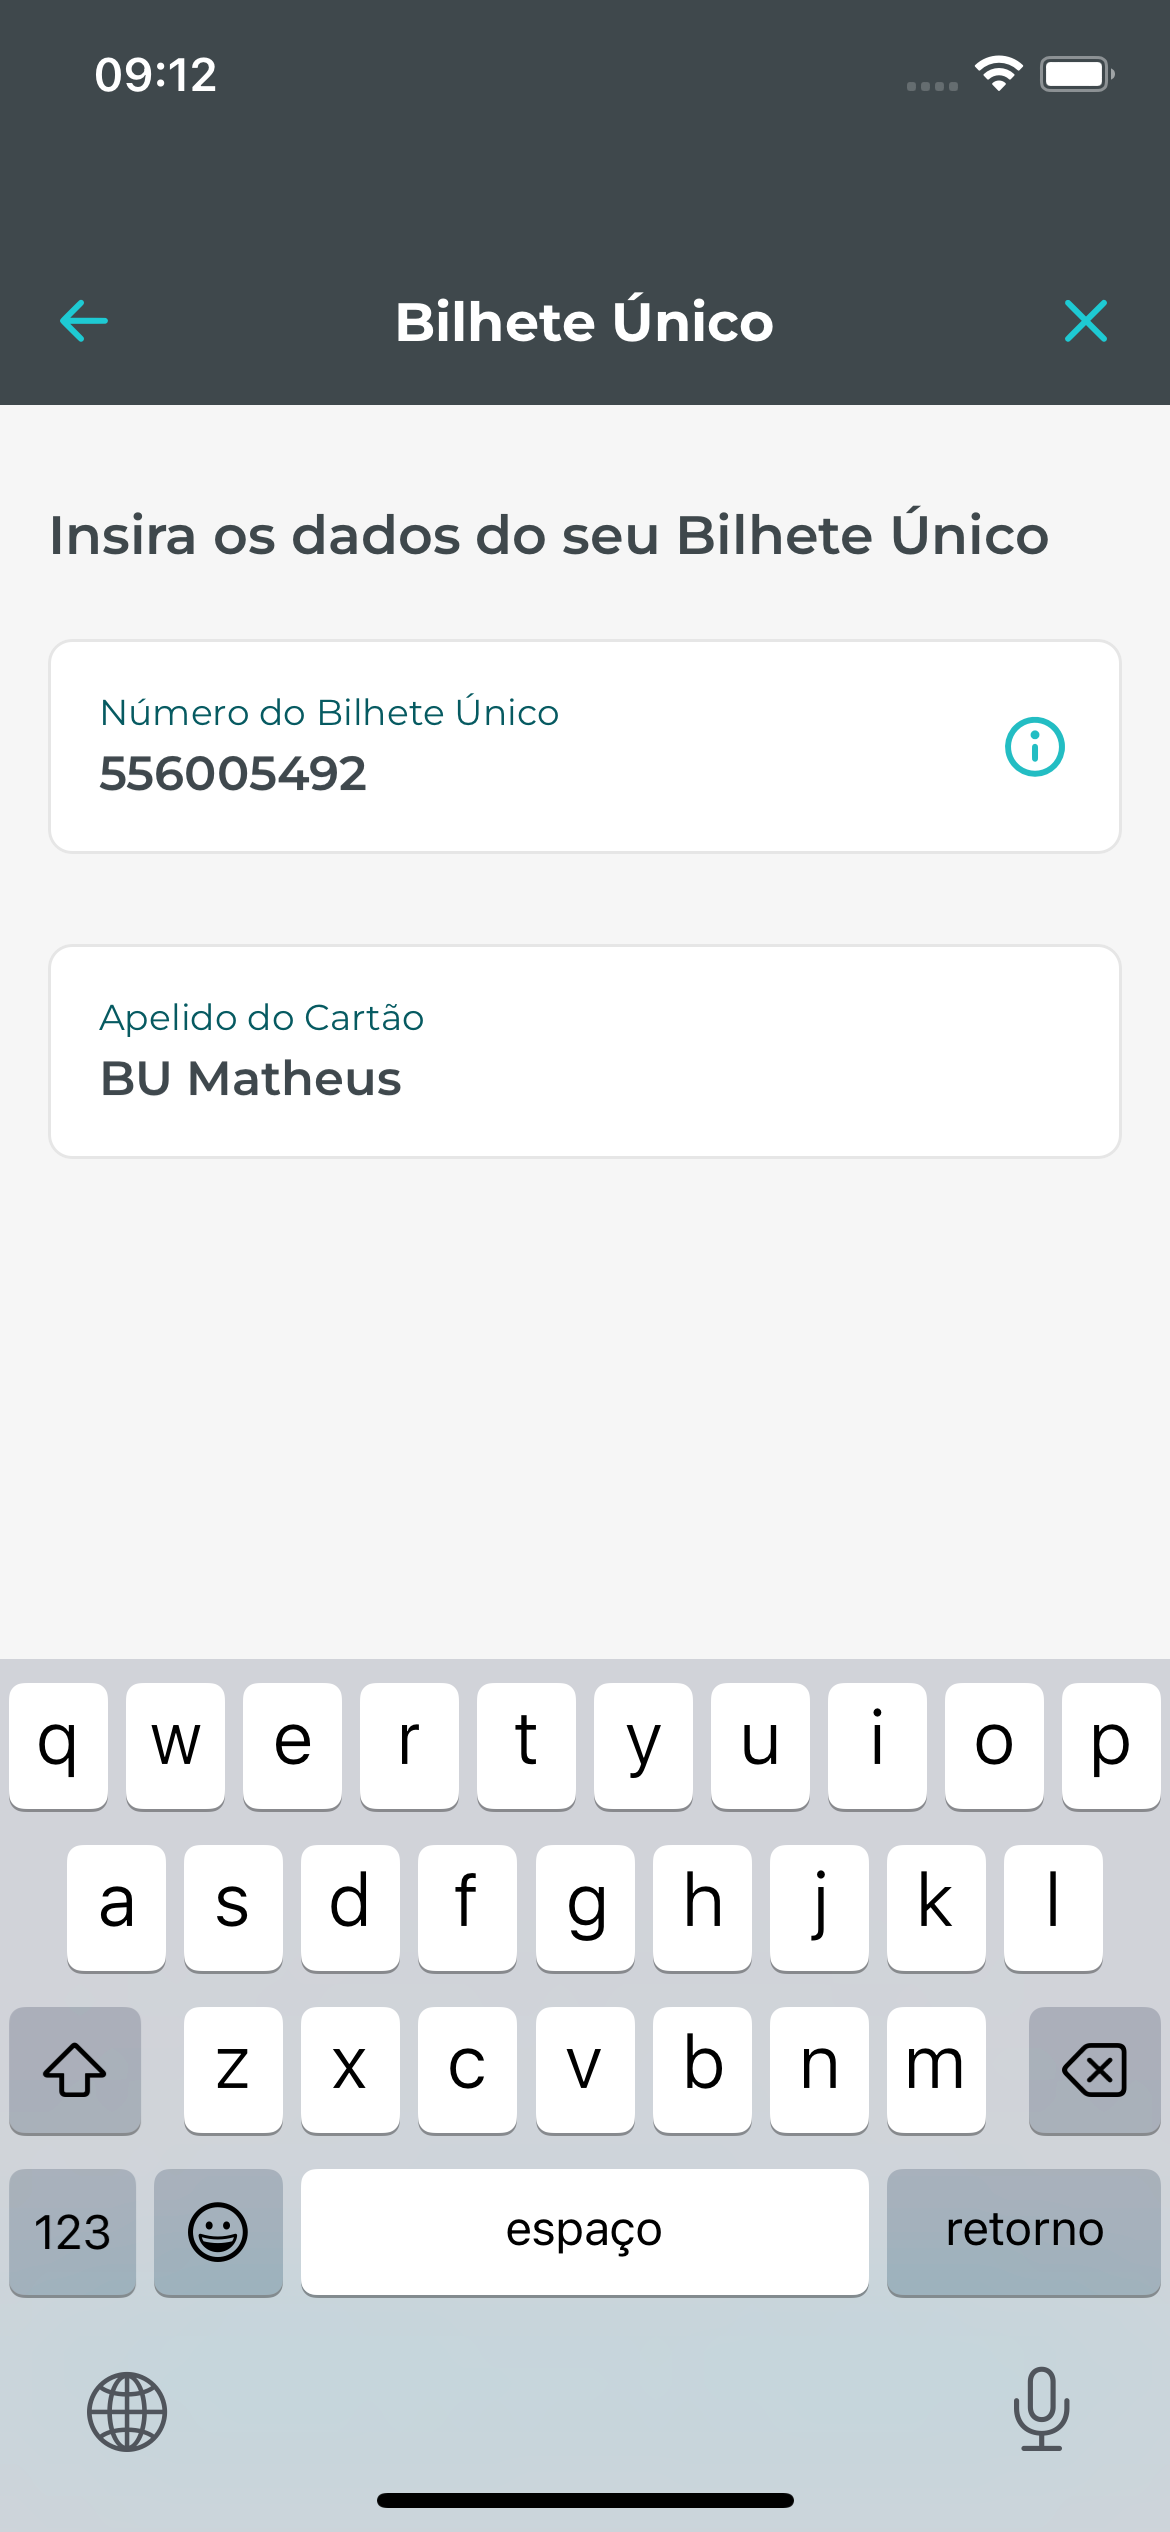 09:12
Bilhete Único
Insira os dados do seu Bilhete Único
Número do Bilhete Único
556005492
Apelido do Cartão
BU Matheus
q w e r t y u i o p
a s d f g h j k l
z x c v b n m
123 espaço retorno